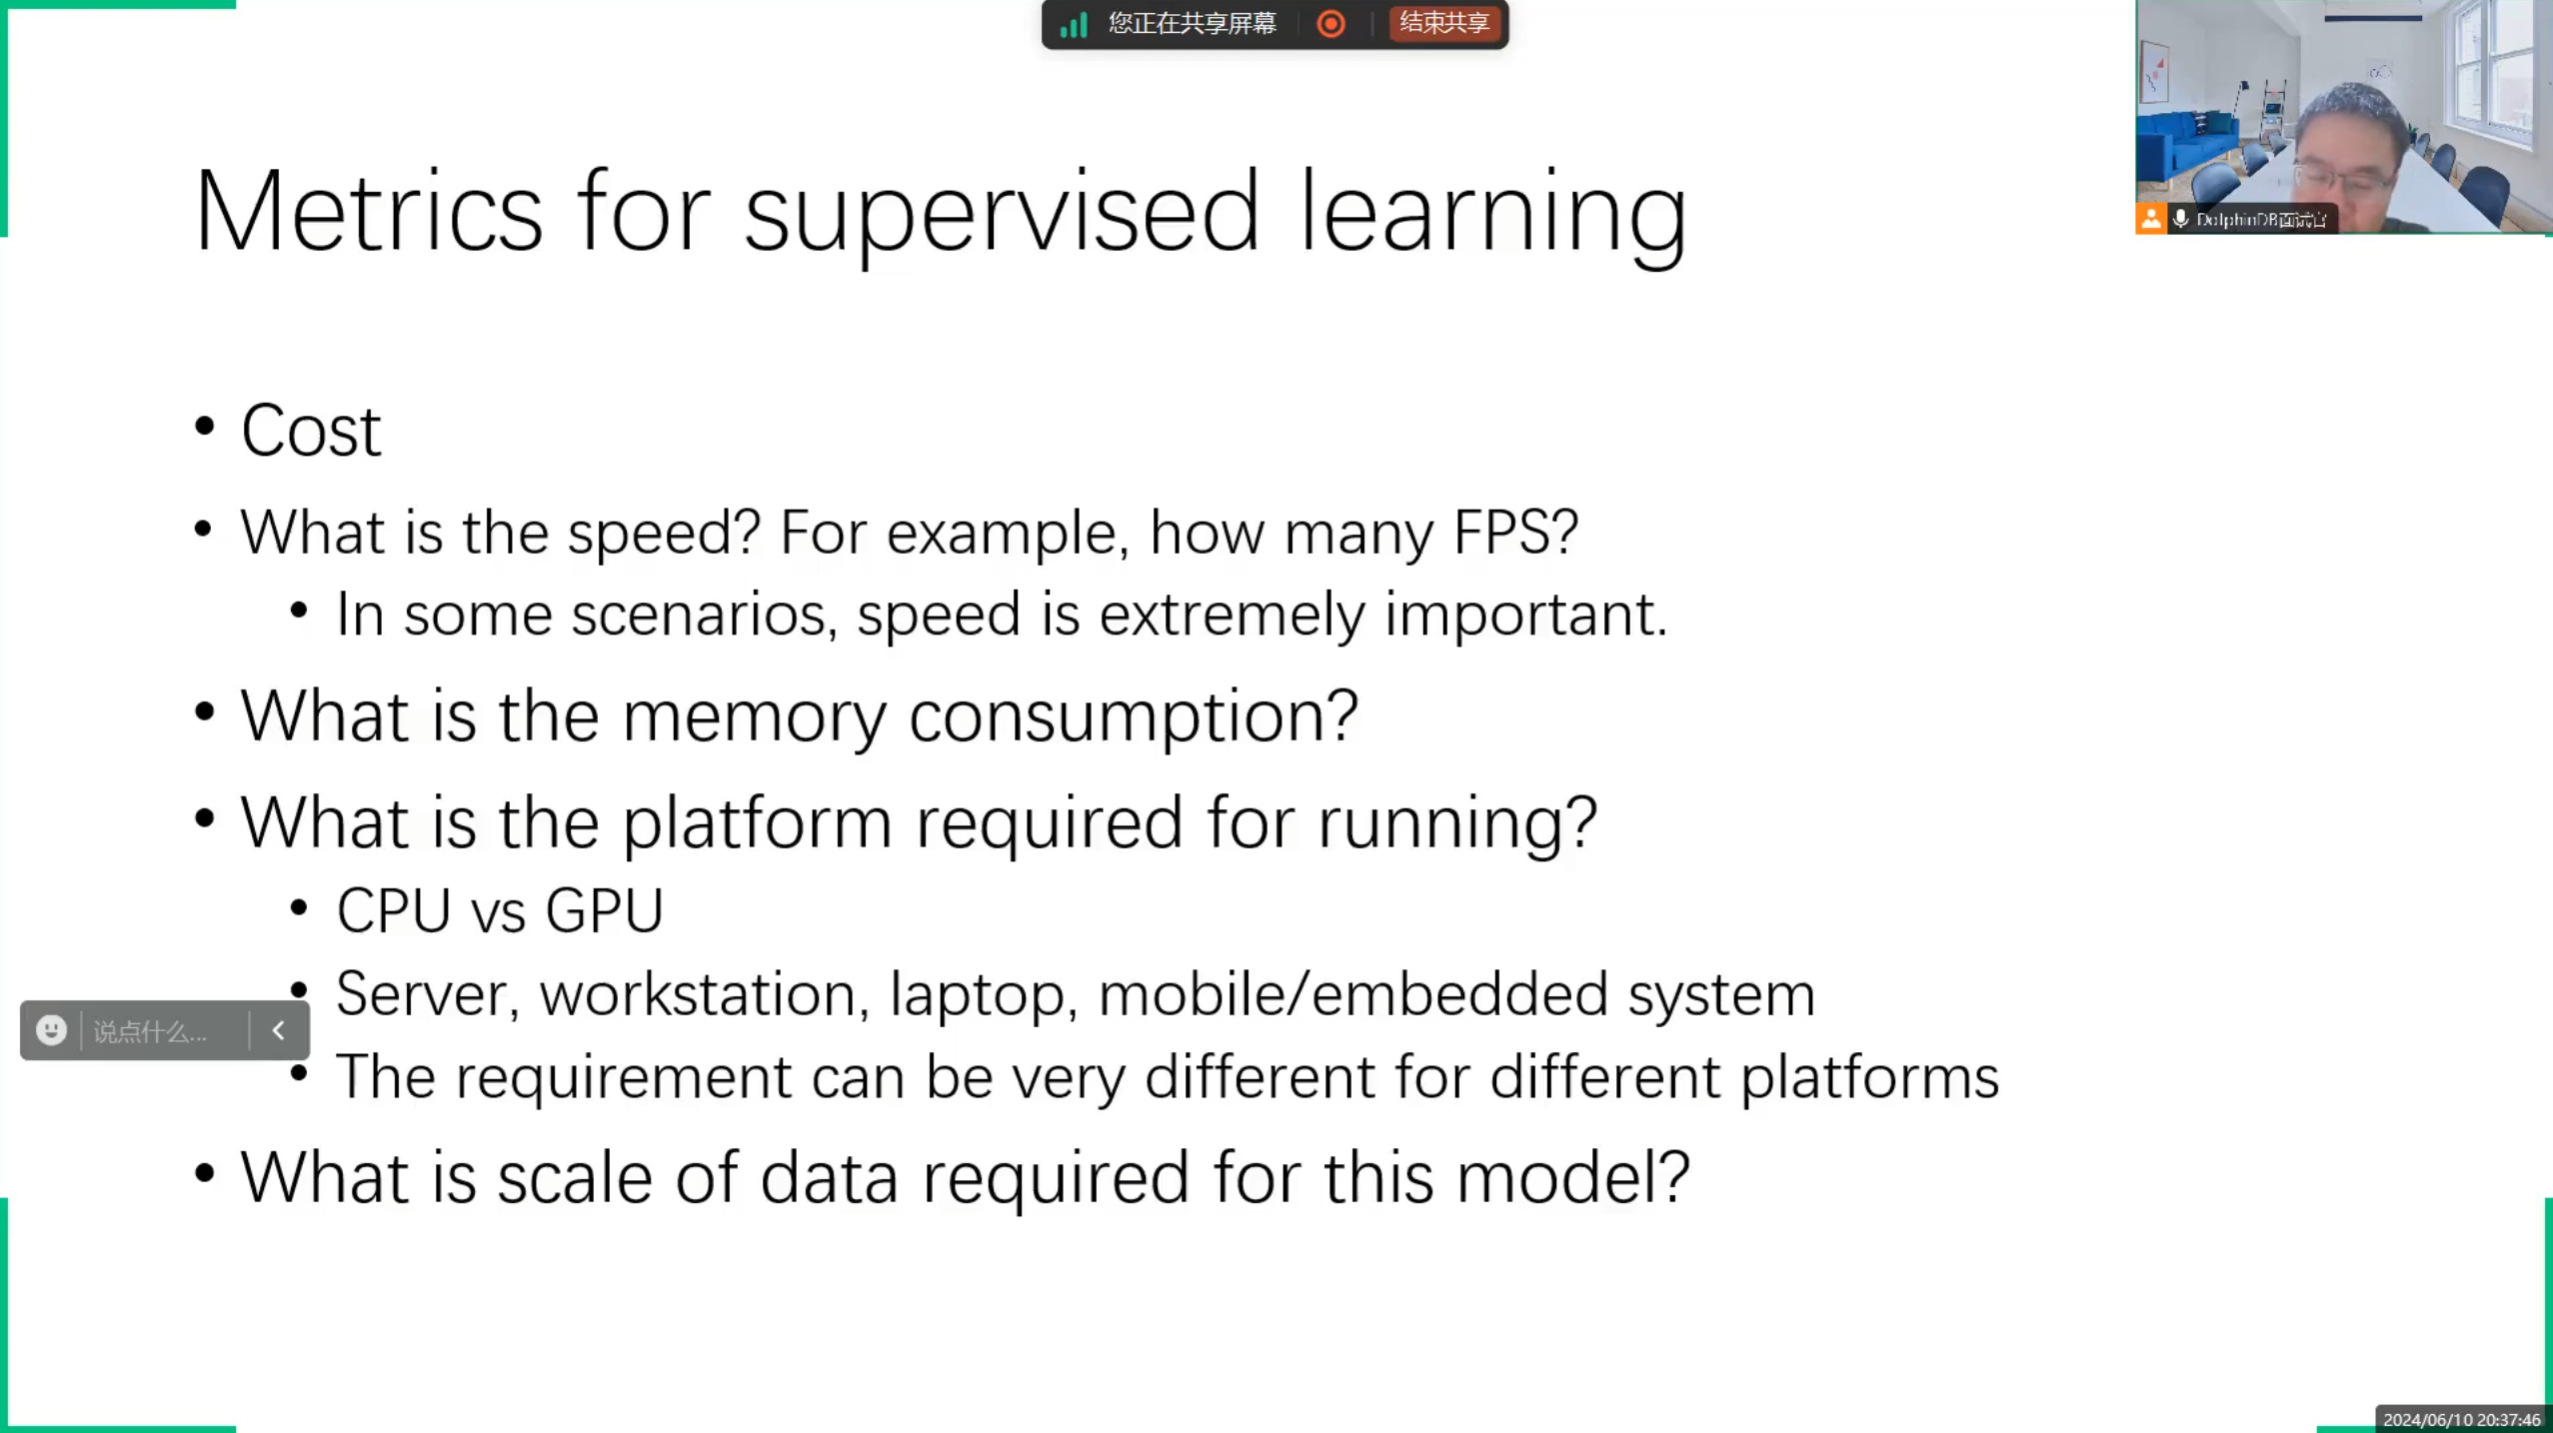 您正在共享屏幕
结束共享
DolphinDB面试官
Metrics for supervised learning
• Cost
• What is the speed? For example, how many FPS?
• In some scenarios, speed is extremely important.
• What is the memory consumption?
• What is the platform required for running?
• CPU vs GPU
• Server, workstation, laptop, mobile/embedded system
• The requirement can be very different for different platforms
• What is scale of data required for this model?
说点什么...
2024/06/10 20:37:46